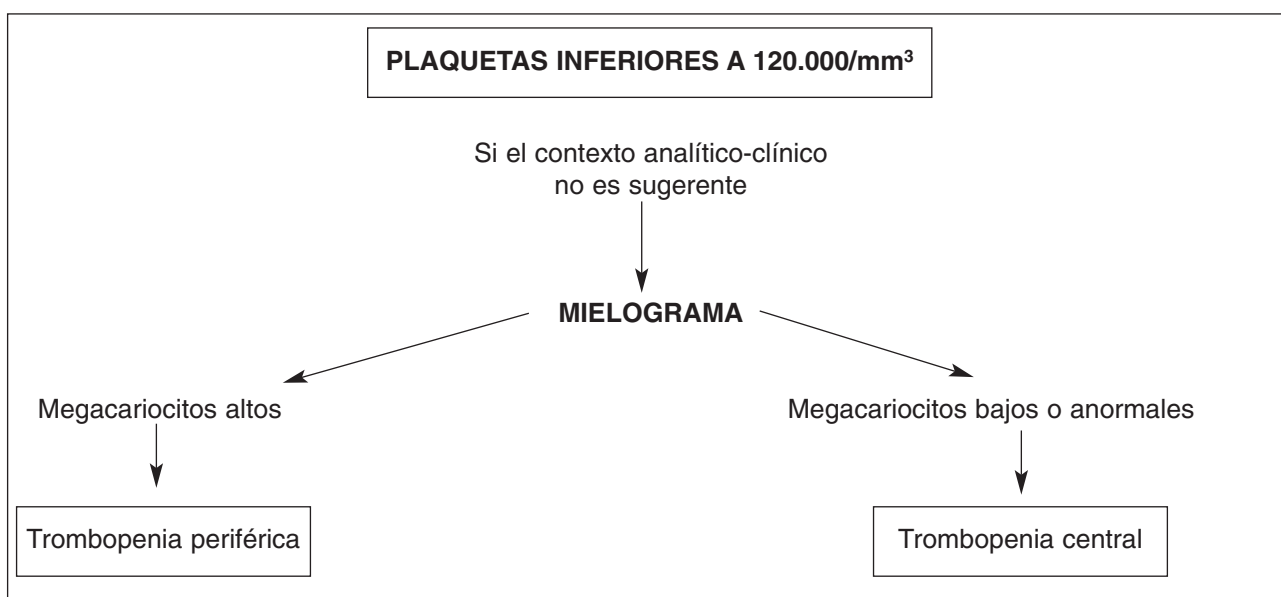 PLAQUETAS INFERIORES A 120.000/mm³
Si el contexto analítico-clínico
no es sugerente
MIELOGRAMA
Megacariocitos altos
Megacariocitos bajos o anormales
Trombopenia periférica
Trombopenia central